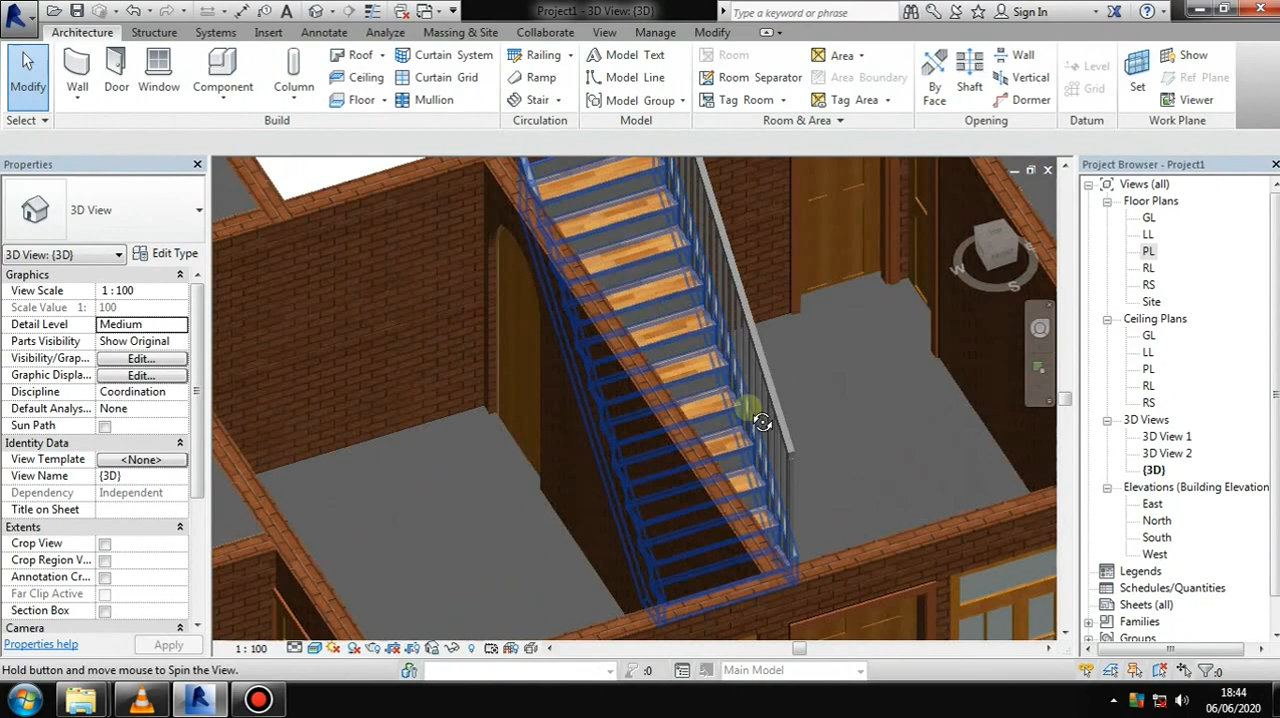 Project1 - 3D View: {3D}
Type a keyword or phrase
Sign In
Architecture Structure Systems Insert Annotate Analyze Massing & Site Collaborate View Manage Modify
Modify
Wall
Door
Window
Component
Column
Roof
Ceiling
Floor
Curtain System
Curtain Grid
Mullion
Railing
Ramp
Stair
Model Text
Model Line
Model Group
Room
Room Separator
Tag Room
Area
Area Boundary
Tag Area
By Face
Shaft
Wall
Vertical
Dormer
Level
Grid
Set
Show
Ref Plane
Viewer
Select
Build
Circulation
Model
Room & Area
Opening
Datum
Work Plane
Properties
3D View
3D View: {3D} Edit Type
Graphics
View Scale 1 : 100
Scale Value 1: 100
Detail Level Medium
Parts Visibility Show Original
Visibility/Grap... Edit...
Graphic Displa... Edit...
Discipline Coordination
Default Analys... None
Sun Path
Identity Data
View Template <None>
View Name {3D}
Dependency Independent
Title on Sheet
Extents
Crop View
Crop Region V...
Annotation Cr...
Far Clip Active
Section Box
Camera
Properties help Apply
W
S
Project Browser - Project1
Views (all)
Floor Plans
GL
LL
PL
RL
RS
Site
Ceiling Plans
GL
LL
PL
RL
RS
3D Views
3D View 1
3D View 2
{3D}
Elevations (Building Elevation
East
North
South
West
Legends
Schedules/Quantities
Sheets (all)
Families
Groups
1 : 100
Hold button and move mouse to Spin the View.
:0
Main Model
:0
18:44
06/06/2020